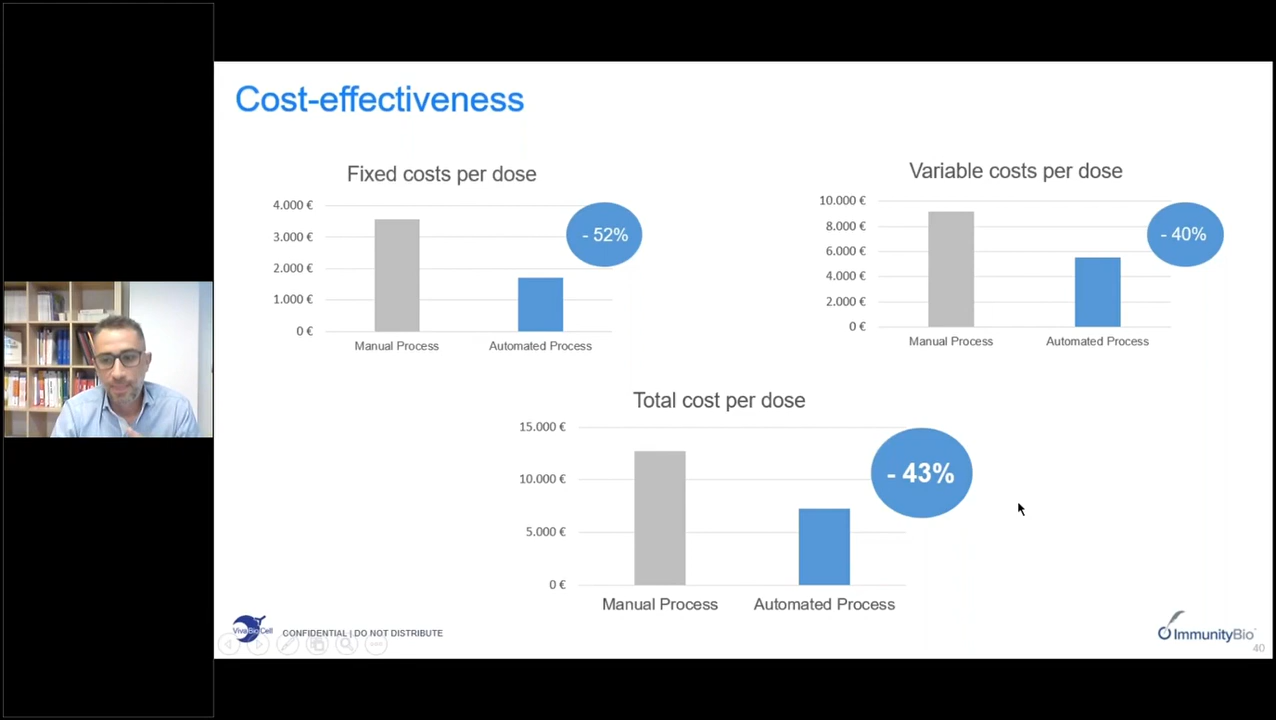 Cost-effectiveness
Fixed costs per dose
4.000 €
3.000 €
2.000 €
1.000 €
0 €
- 52%
Manual Process
Automated Process
Variable costs per dose
10.000 €
8.000 €
6.000 €
4.000 €
2.000 €
0 €
- 40%
Manual Process
Automated Process
Total cost per dose
15.000 €
10.000 €
5.000 €
0 €
- 43%
Manual Process
Automated Process
VivaBioCell
CONFIDENTIAL | DO NOT DISTRIBUTE
ImmunityBio
40